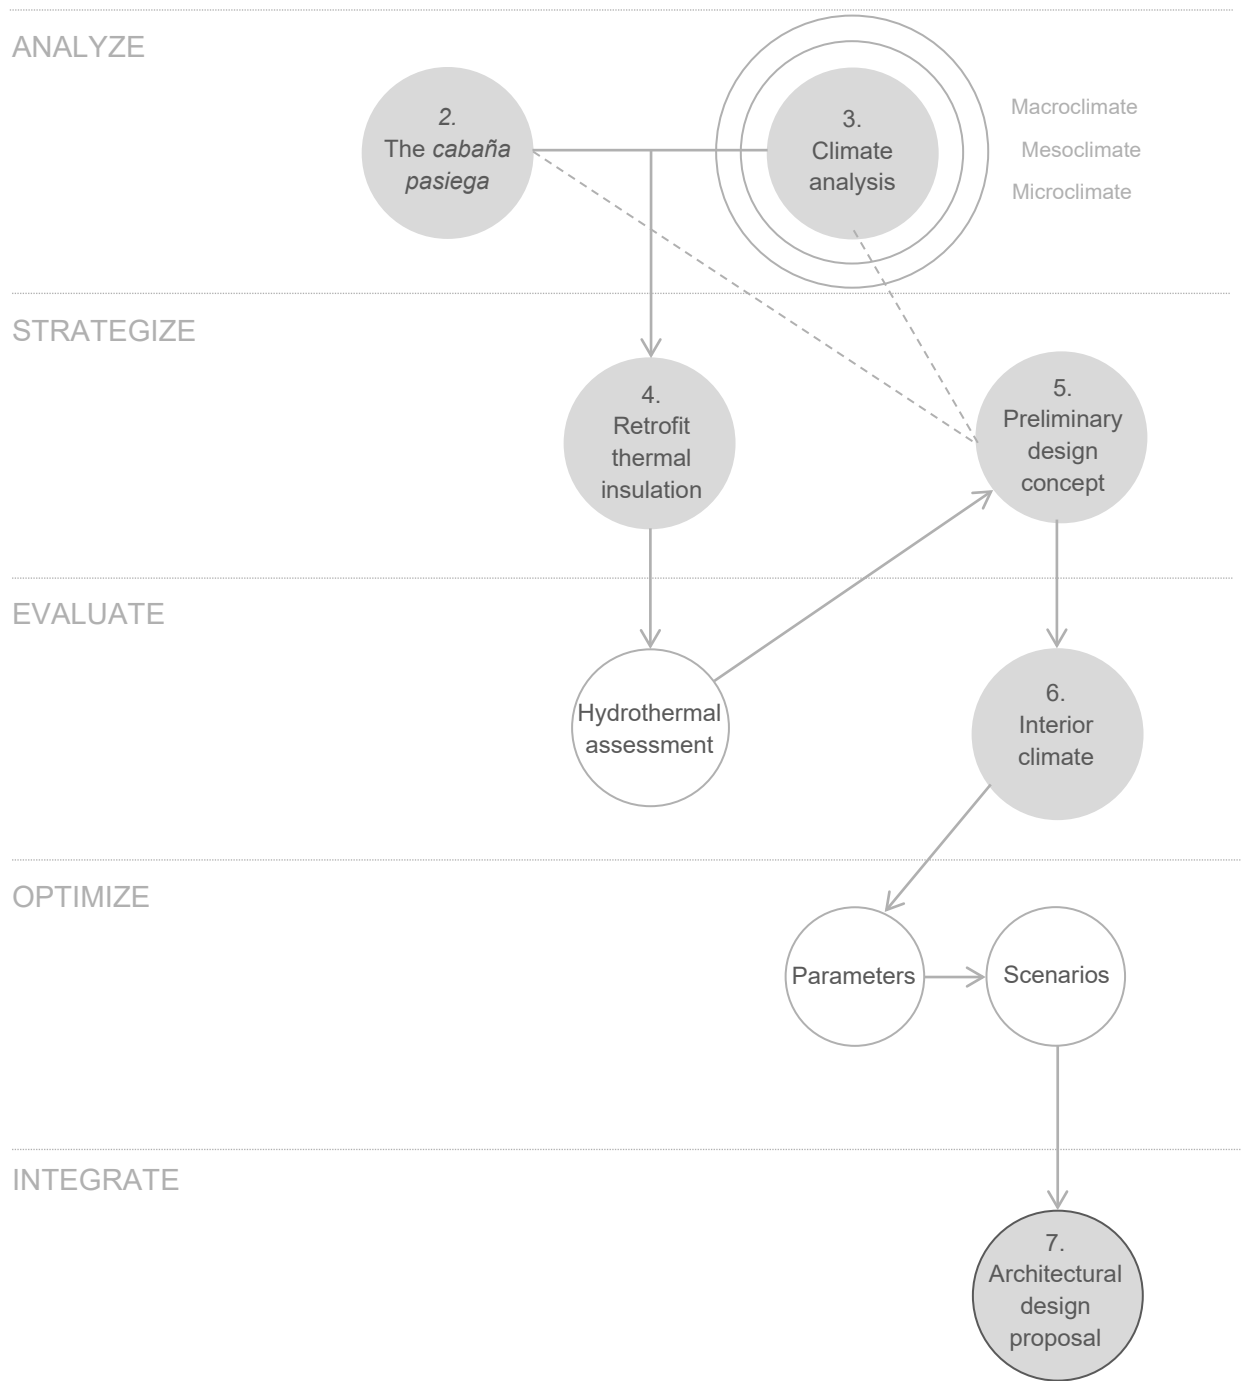 ANALYZE
2.
The cabaña
pasiega
3.
Climate
analysis
Macroclimate
Mesoclimate
Microclimate
STRATEGIZE
4.
Retrofit
thermal
insulation
5.
Preliminary
design
concept
EVALUATE
Hydrothermal
assessment
6.
Interior
climate
OPTIMIZE
Parameters
Scenarios
INTEGRATE
7.
Architectural
design
proposal